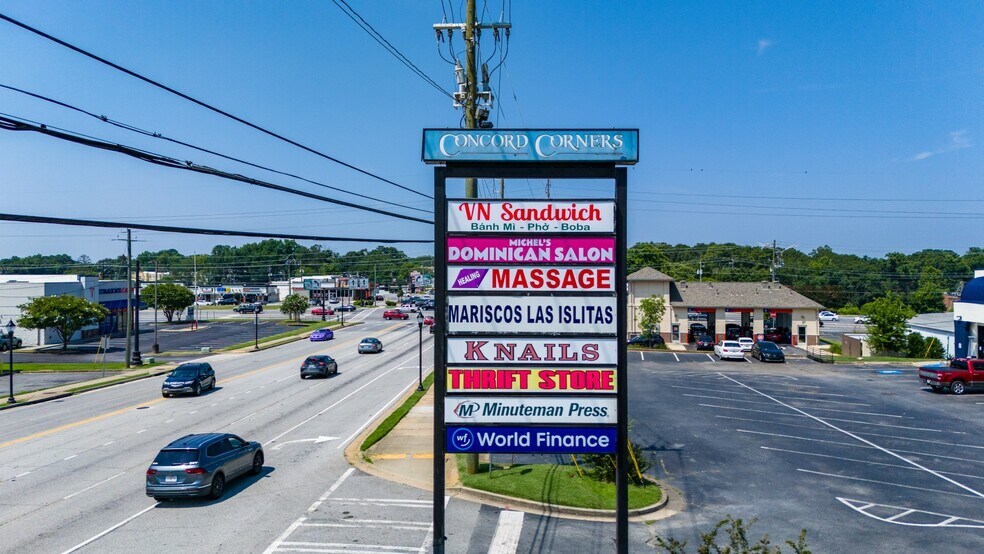 CONCORD CORNERS
VN Sandwich
Bánh Mì - Phở - Boba
MICHEL'S
DOMINICAN SALON
HEALING MASSAGE
MARISCOS LAS ISLITAS
K NAILS
THRIFT STORE
M Minuteman Press
wf World Finance